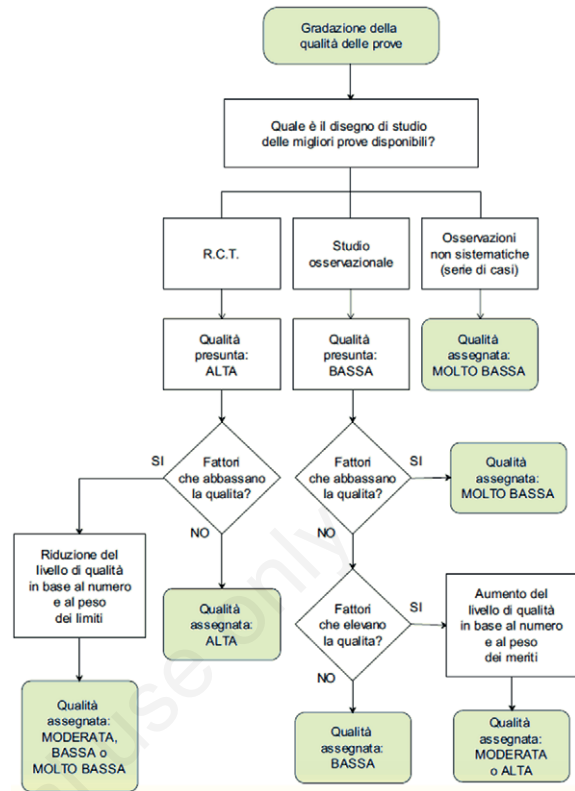 Gradazione della
qualità delle prove
Quale è il disegno di studio
delle migliori prove disponibili?
R.C.T.
Studio
osservazionale
Osservazioni
non sistematiche
(serie di casi)
Qualità
presunta:
ALTA
Qualità
presunta:
BASSA
Qualità
assegnata:
MOLTO BASSA
SI
Fattori
che abbassano
la qualita?
NO
Fattori
che abbassano
la qualita?
SI
NO
Qualità
assegnata:
MOLTO BASSA
Riduzione del
livello di qualità
in base al numero
e al peso
dei limiti
Qualità
assegnata:
ALTA
Fattori
che elevano
la qualita?
SI
NO
Aumento del
livello di qualità
in base al numero
e al peso
dei meriti
Qualità
assegnata:
MODERATA,
BASSA o
MOLTO BASSA
Qualità
assegnata:
BASSA
Qualità
assegnata:
MODERATA
o ALTA
use only